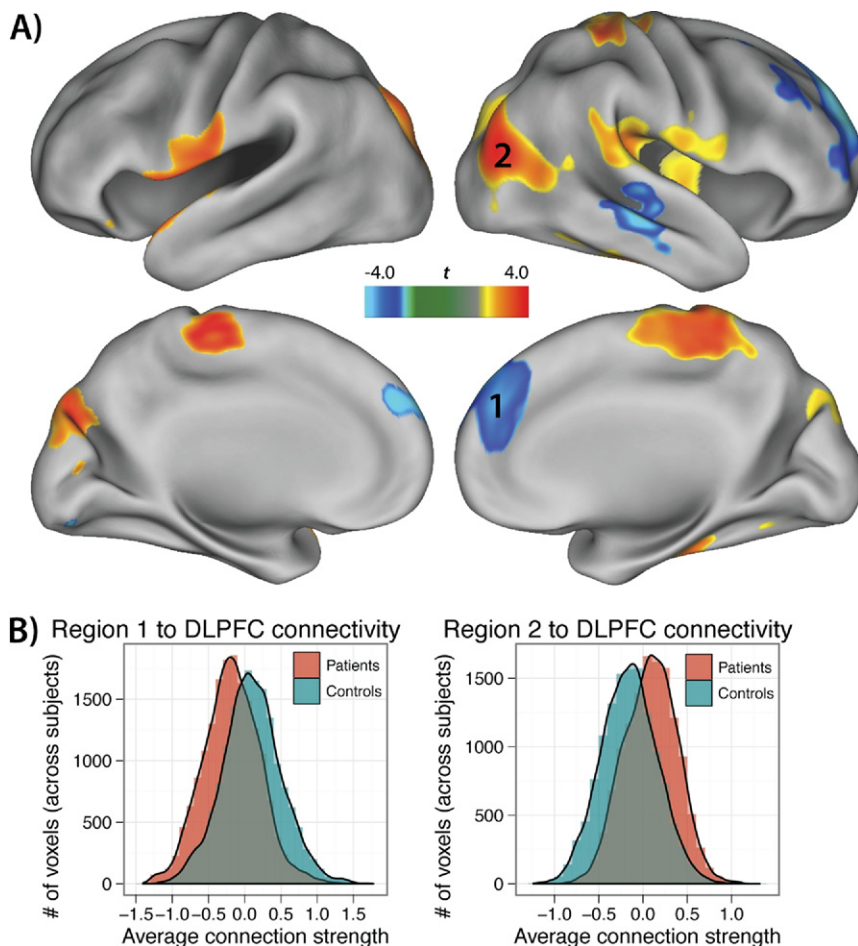 A)
2
-4.0 t 4.0
1
B)
Region 1 to DLPFC connectivity
# of voxels (across subjects)
1500
1000
500
0
Patients
Controls
−1.5 −1.0 −0.5 0.0 0.5 1.0 1.5
Average connection strength
Region 2 to DLPFC connectivity
# of voxels (across subjects)
1500
1000
500
0
Patients
Controls
−1.0 −0.5 0.0 0.5 1.0
Average connection strength